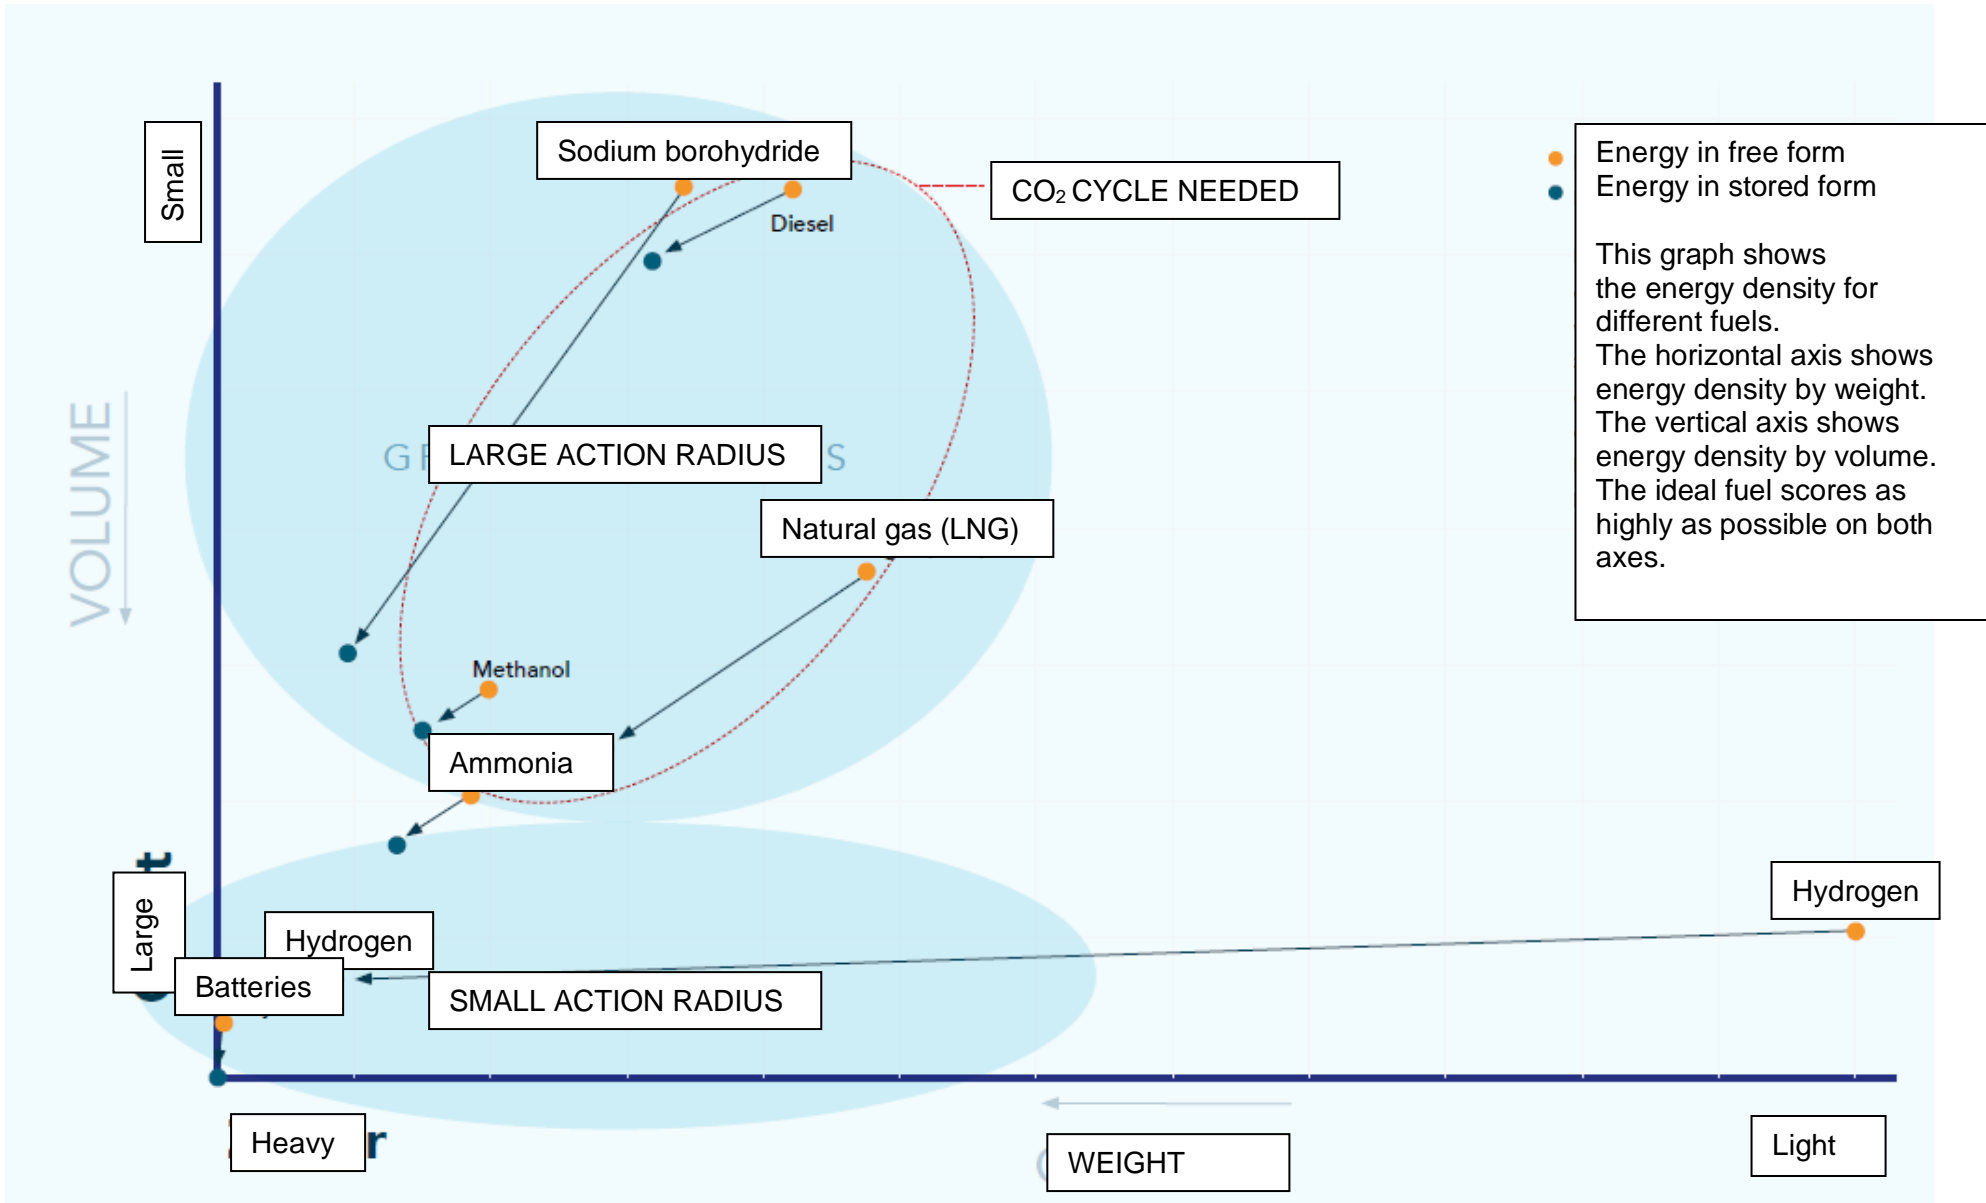 Small
Sodium borohydride
CO₂ CYCLE NEEDED
Diesel
Energy in free form
Energy in stored form
This graph shows
the energy density for
different fuels.
The horizontal axis shows
energy density by weight.
The vertical axis shows
energy density by volume.
The ideal fuel scores as
highly as possible on both
axes.
VOLUME
LARGE ACTION RADIUS
Natural gas (LNG)
Methanol
Ammonia
Large
Hydrogen
Hydrogen
Batteries
SMALL ACTION RADIUS
Heavy
WEIGHT
Light